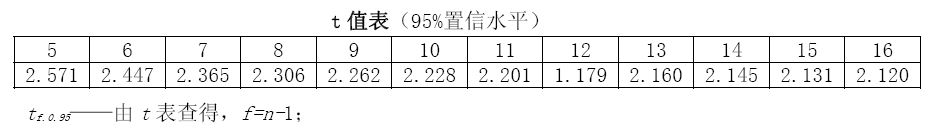 t 值表（95%置信水平）
5 6 7 8 9 10 11 12 13 14 15 16
2.571 2.447 2.365 2.306 2.262 2.228 2.201 1.179 2.160 2.145 2.131 2.120
tf,0.95——由 t 表查得，f=n-1；